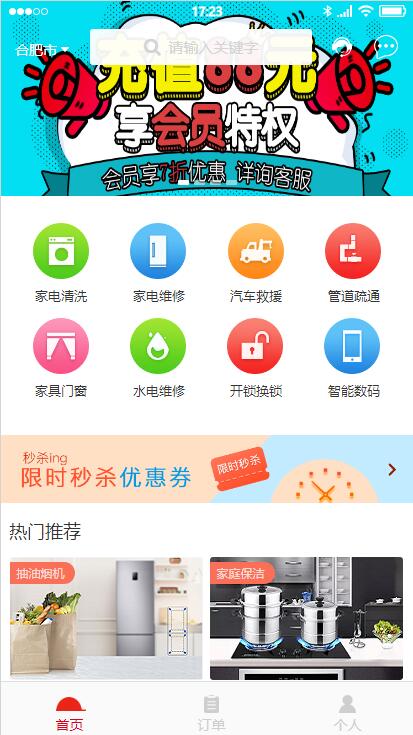 17:23
合肥市
请输入关键字
充值88元
享会员特权
会员享7折优惠 详询客服
家电清洗
家电维修
汽车救援
管道疏通
家具门窗
水电维修
开锁换锁
智能数码
秒杀ing
限时秒杀优惠券
限时秒杀
热门推荐
抽油烟机
家庭保洁
首页
订单
个人